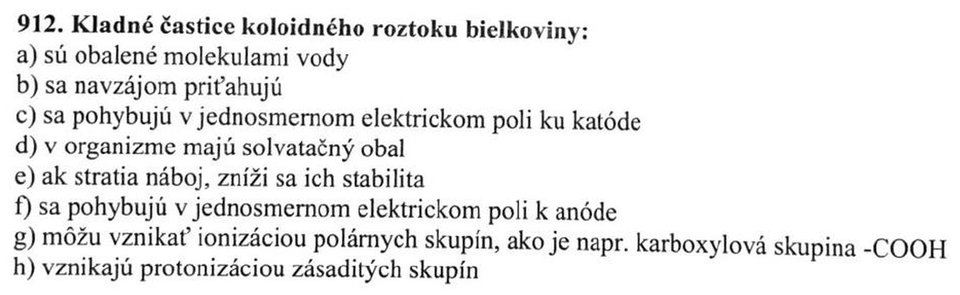 912. Kladné častice koloidného roztoku bielkoviny:
a) sú obalené molekulami vody
b) sa navzájom priťahujú
c) sa pohybujú v jednosmernom elektrickom poli ku katóde
d) v organizme majú solvatačný obal
e) ak stratia náboj, zníži sa ich stabilita
f) sa pohybujú v jednosmernom elektrickom poli k anóde
g) môžu vznikať ionizáciou polárnych skupín, ako je napr. karboxylová skupina -COOH
h) vznikajú protonizáciou zásaditých skupín